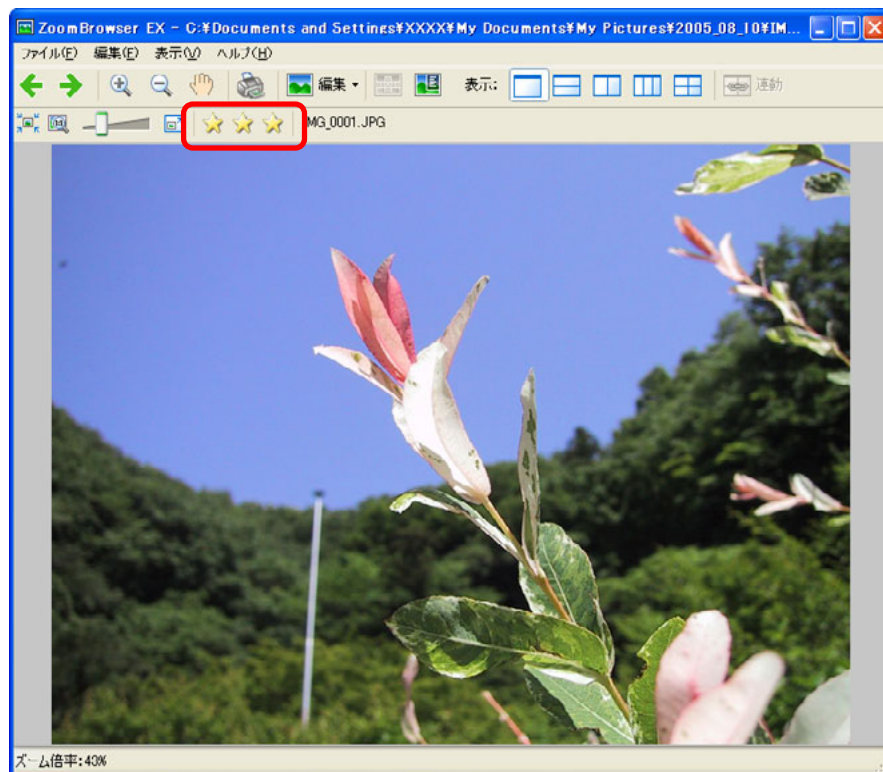 ZoomBrowser EX - C:¥Documents and Settings¥XXXX¥My Documents¥My Pictures¥2005_08_10¥IM...
ファイル(F) 編集(E) 表示(V) ヘルプ(H)
編集 表示: 連動
MG_0001.JPG
ズーム倍率:43%